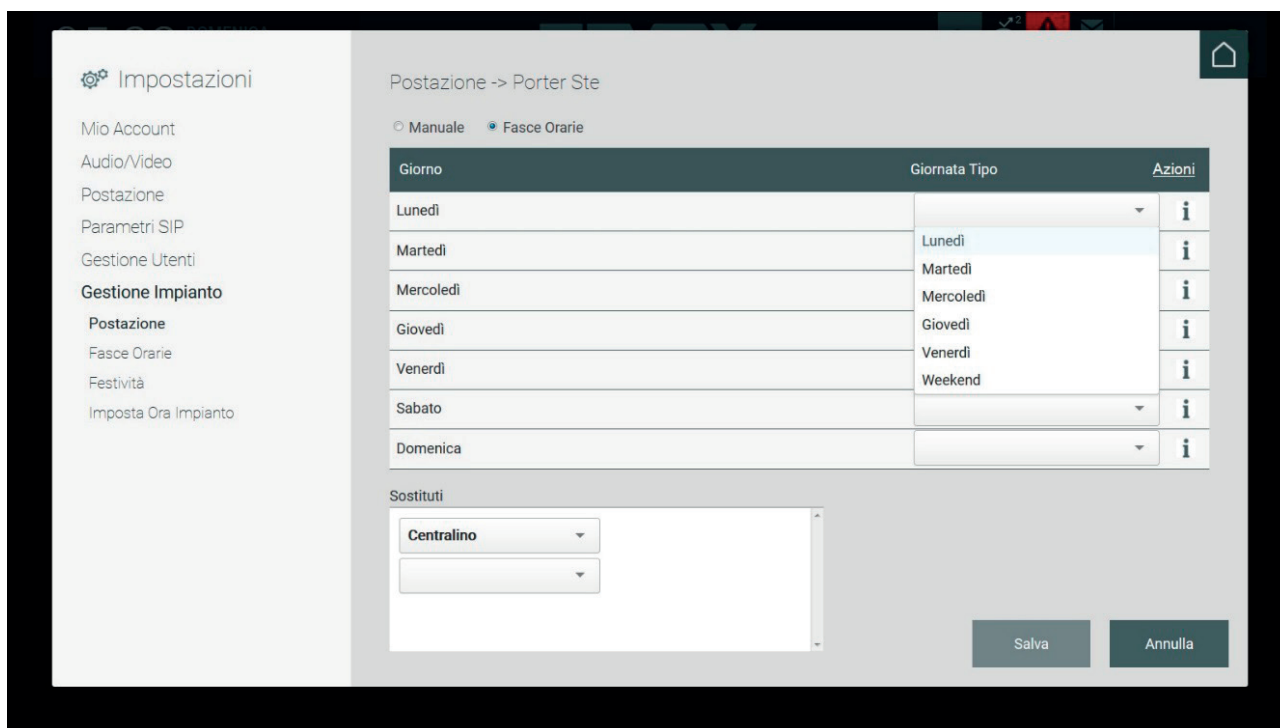 Impostazioni
Mio Account
Audio/Video
Postazione
Parametri SIP
Gestione Utenti
Gestione Impianto
Postazione
Fasce Orarie
Festività
Imposta Ora Impianto
Postazione -> Porter Ste
Manuale Fasce Orarie
Giorno Giornata Tipo Azioni
Lunedì
Martedì
Mercoledì
Giovedì
Venerdì
Sabato
Domenica
Lunedì
Martedì
Mercoledì
Giovedì
Venerdì
Weekend
Sostituti
Centralino
Salva Annulla